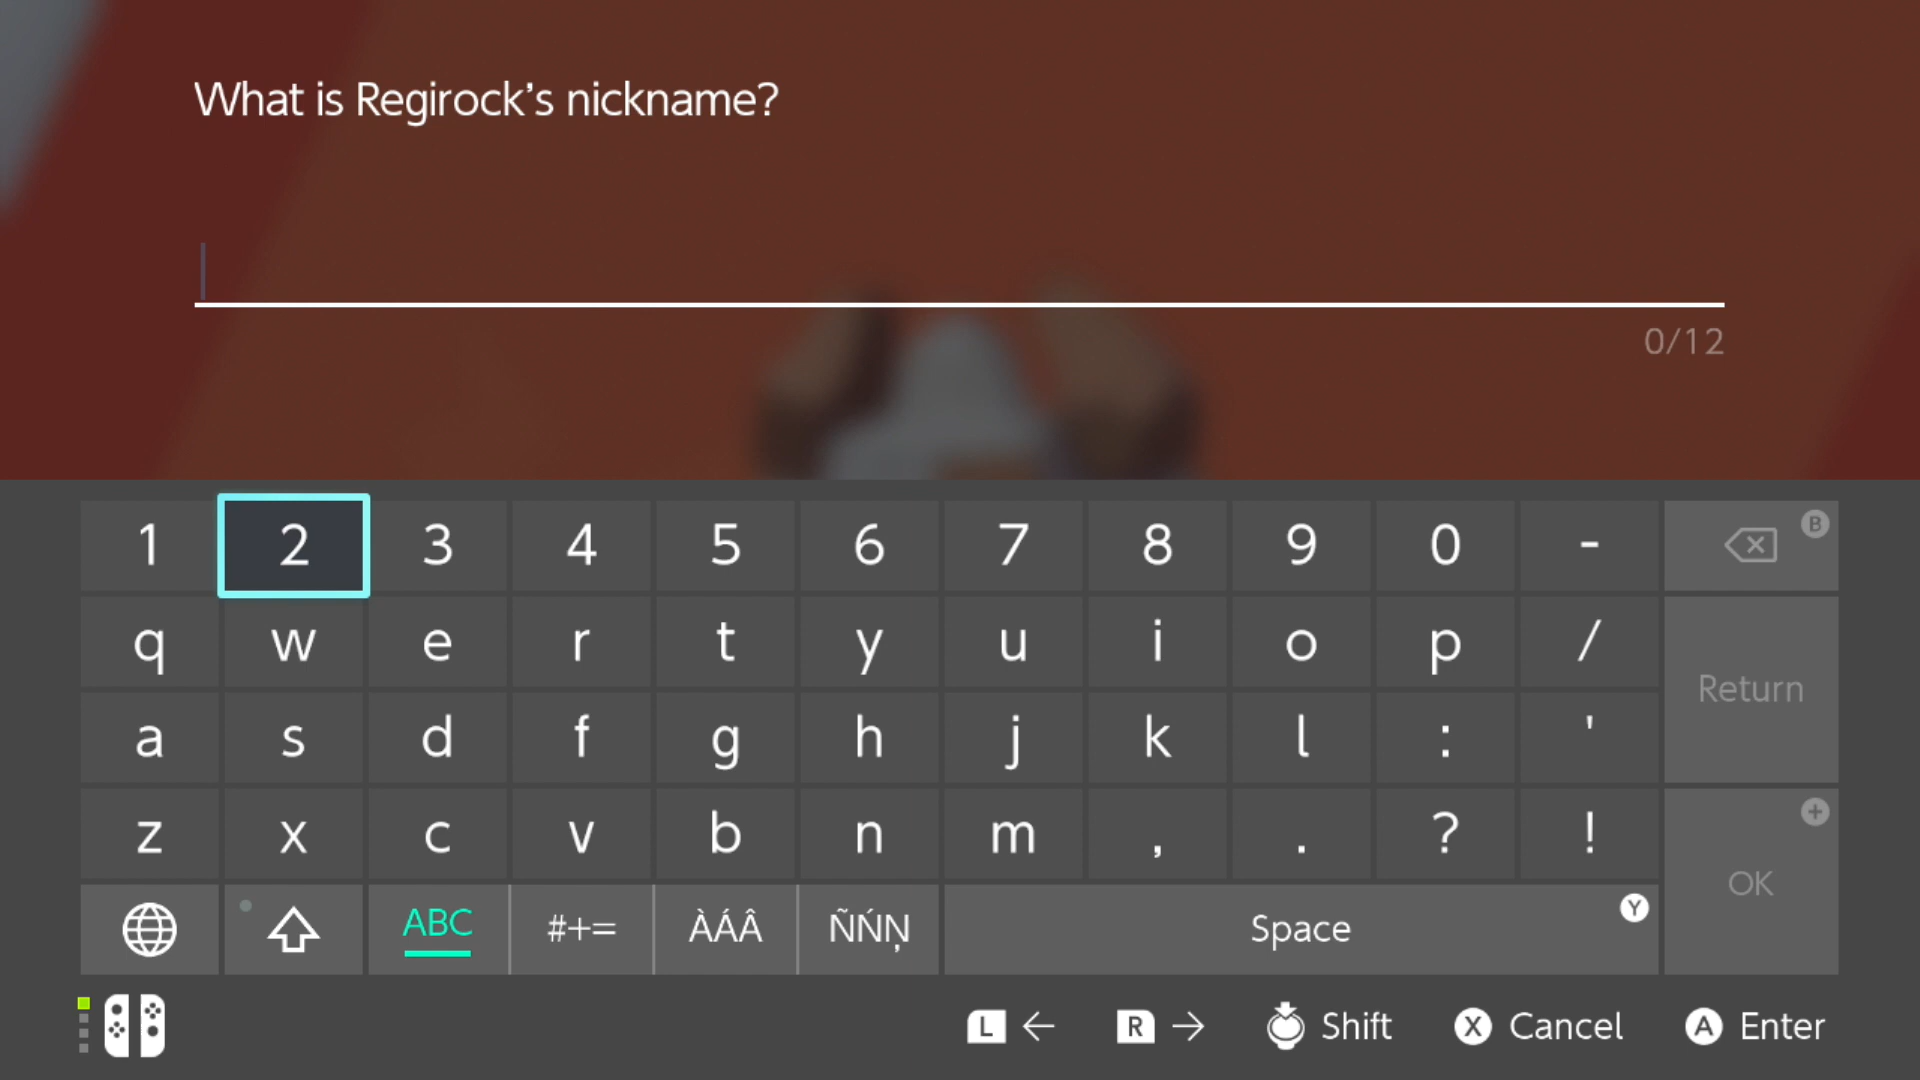 What is Regirock's nickname?
0/12
1 2 3 4 5 6 7 8 9 0 - B
q w e r t y u i o p / Return
a s d f g h j k l : '
z x c v b n m , . ? ! OK
ABC #+= ÀÁÂ ÑŃŅ Space Y
L ← R → Shift X Cancel A Enter